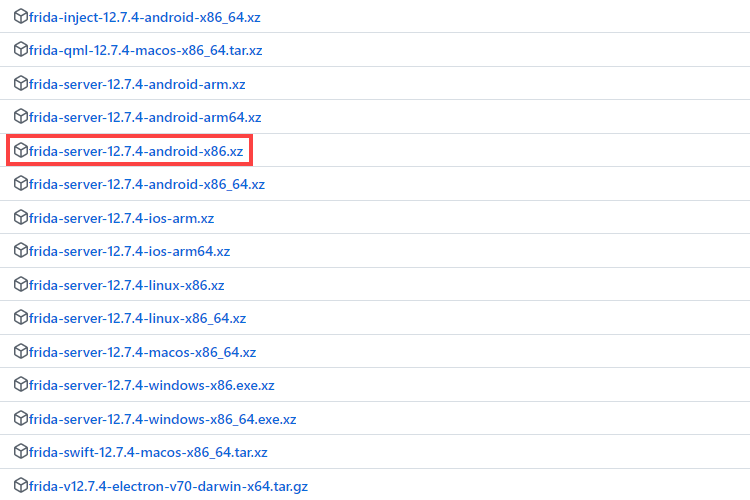 frida-inject-12.7.4-android-x86_64.xz
frida-qml-12.7.4-macos-x86_64.tar.xz
frida-server-12.7.4-android-arm.xz
frida-server-12.7.4-android-arm64.xz
frida-server-12.7.4-android-x86.xz
frida-server-12.7.4-android-x86_64.xz
frida-server-12.7.4-ios-arm.xz
frida-server-12.7.4-ios-arm64.xz
frida-server-12.7.4-linux-x86.xz
frida-server-12.7.4-linux-x86_64.xz
frida-server-12.7.4-macos-x86_64.xz
frida-server-12.7.4-windows-x86.exe.xz
frida-server-12.7.4-windows-x86_64.exe.xz
frida-swift-12.7.4-macos-x86_64.tar.xz
frida-v12.7.4-electron-v70-darwin-x64.tar.gz